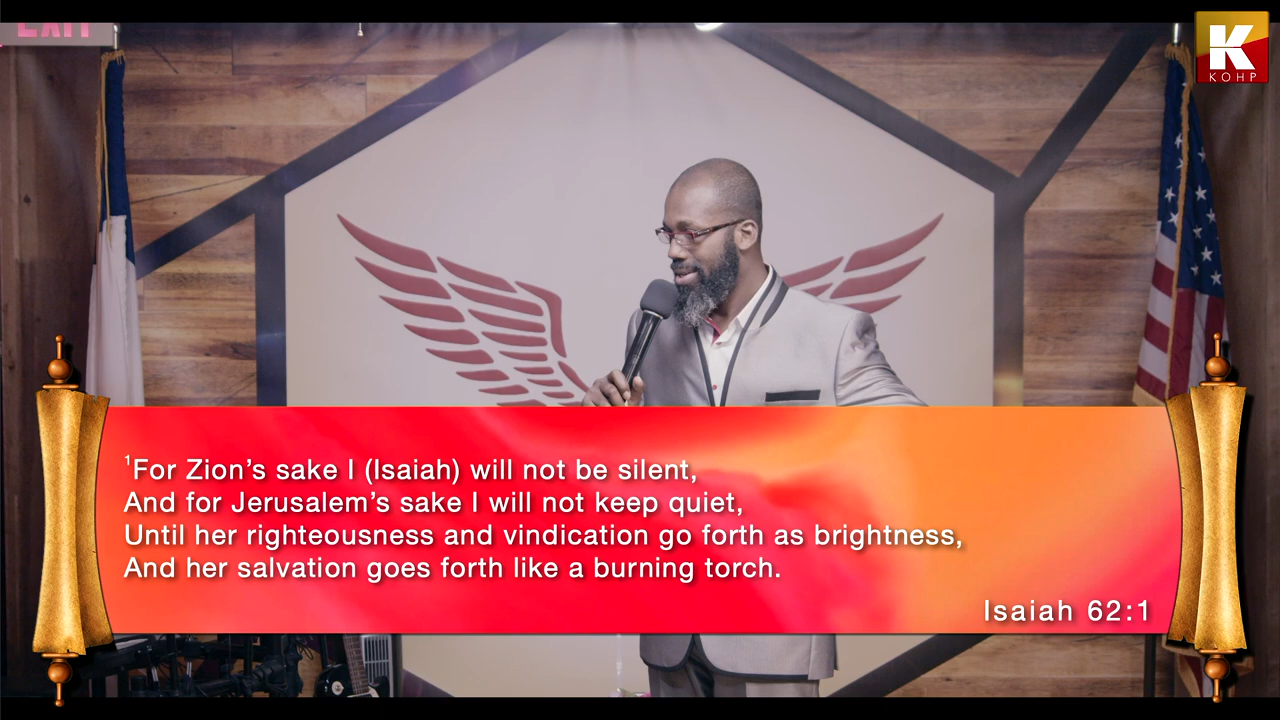 EXIT
K
KOHP
¹For Zion’s sake I (Isaiah) will not be silent,
And for Jerusalem’s sake I will not keep quiet,
Until her righteousness and vindication go forth as brightness,
And her salvation goes forth like a burning torch.
Isaiah 62:1